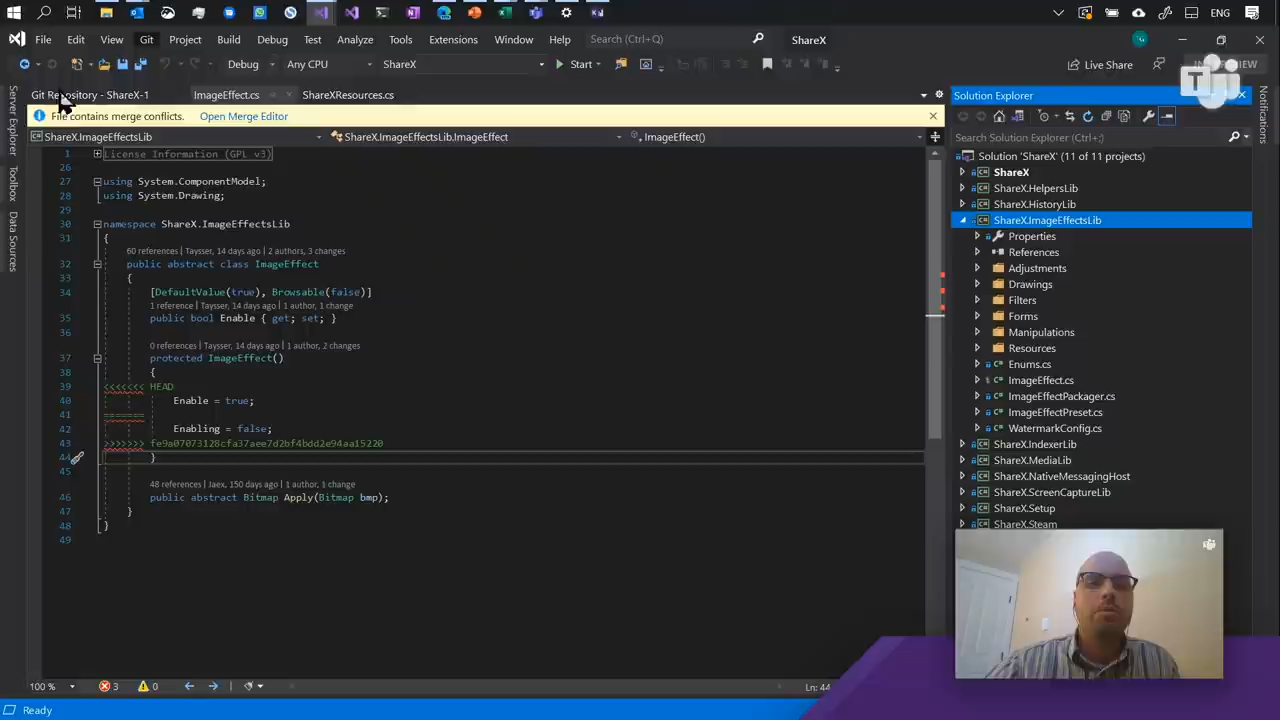 ENG
File Edit View Git Project Build Debug Test Analyze Tools Extensions Window Help Search (Ctrl+Q) ShareX
TG
Debug Any CPU ShareX Start Live Share
Git Repository - ShareX-1 ImageEffect.cs ShareXResources.cs
File contains merge conflicts. Open Merge Editor
ShareX.ImageEffectsLib ShareX.ImageEffectsLib.ImageEffect ImageEffect()
1 License Information (GPL v3)
26
27 using System.ComponentModel;
28 using System.Drawing;
29
30 namespace ShareX.ImageEffectsLib
31 {
60 references | Taysser, 14 days ago | 2 authors, 3 changes
32 public abstract class ImageEffect
33 {
34 [DefaultValue(true), Browsable(false)]
1 reference | Taysser, 14 days ago | 1 author, 1 change
35 public bool Enable { get; set; }
36
0 references | Taysser, 14 days ago | 1 author, 2 changes
37 protected ImageEffect()
38 {
39 <<<<<<< HEAD
40 Enable = true;
41 =======
42 Enabling = false;
43 >>>>>>> fe9a07073128cfa37aee7d2bf4bdd2e94aa15220
44 }
45
48 references | Jaex, 150 days ago | 1 author, 1 change
46 public abstract Bitmap Apply(Bitmap bmp);
47 }
48 }
49
100 % 3 0 Ln: 44
Ready
Server Explorer
Toolbox
Data Sources
Solution Explorer
Search Solution Explorer (Ctrl+;)
Solution 'ShareX' (11 of 11 projects)
ShareX
ShareX.HelpersLib
ShareX.HistoryLib
ShareX.ImageEffectsLib
Properties
References
Adjustments
Drawings
Filters
Forms
Manipulations
Resources
Enums.cs
ImageEffect.cs
ImageEffectPackager.cs
ImageEffectPreset.cs
WatermarkConfig.cs
ShareX.IndexerLib
ShareX.MediaLib
ShareX.NativeMessagingHost
ShareX.ScreenCaptureLib
ShareX.Setup
ShareX.Steam
Notifications